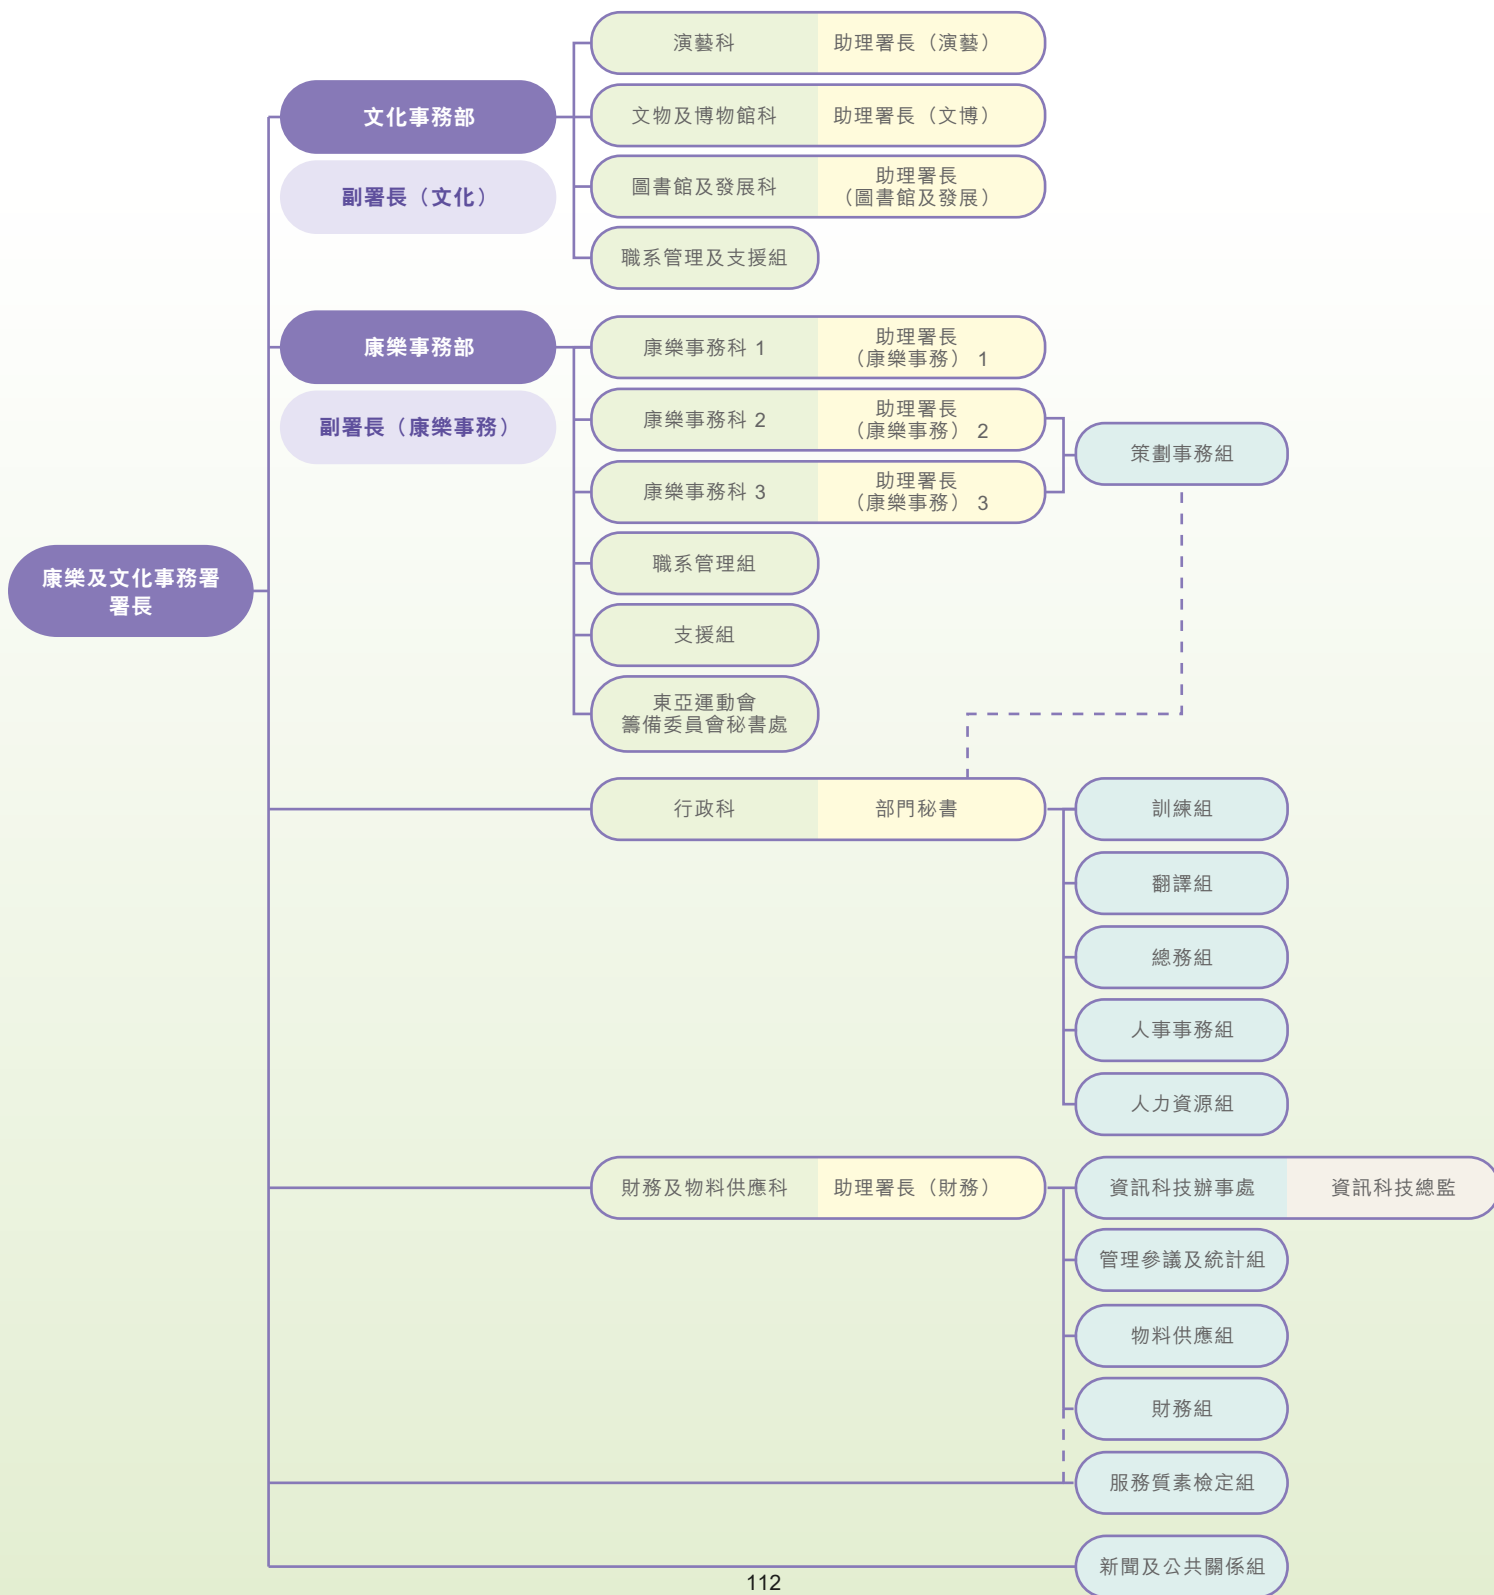 演藝科
助理署長（演藝）
文化事務部
副署長（文化）
文物及博物館科
助理署長（文博）
圖書館及發展科
助理署長
（圖書館及發展）
職系管理及支援組
康樂事務部
副署長（康樂事務）
康樂事務科 1
助理署長
（康樂事務） 1
康樂事務科 2
助理署長
（康樂事務） 2
康樂事務科 3
助理署長
（康樂事務） 3
策劃事務組
職系管理組
支援組
東亞運動會
籌備委員會秘書處
康樂及文化事務署
署長
行政科
部門秘書
訓練組
翻譯組
總務組
人事事務組
人力資源組
財務及物料供應科
助理署長（財務）
資訊科技辦事處
資訊科技總監
管理參議及統計組
物料供應組
財務組
服務質素檢定組
新聞及公共關係組
112